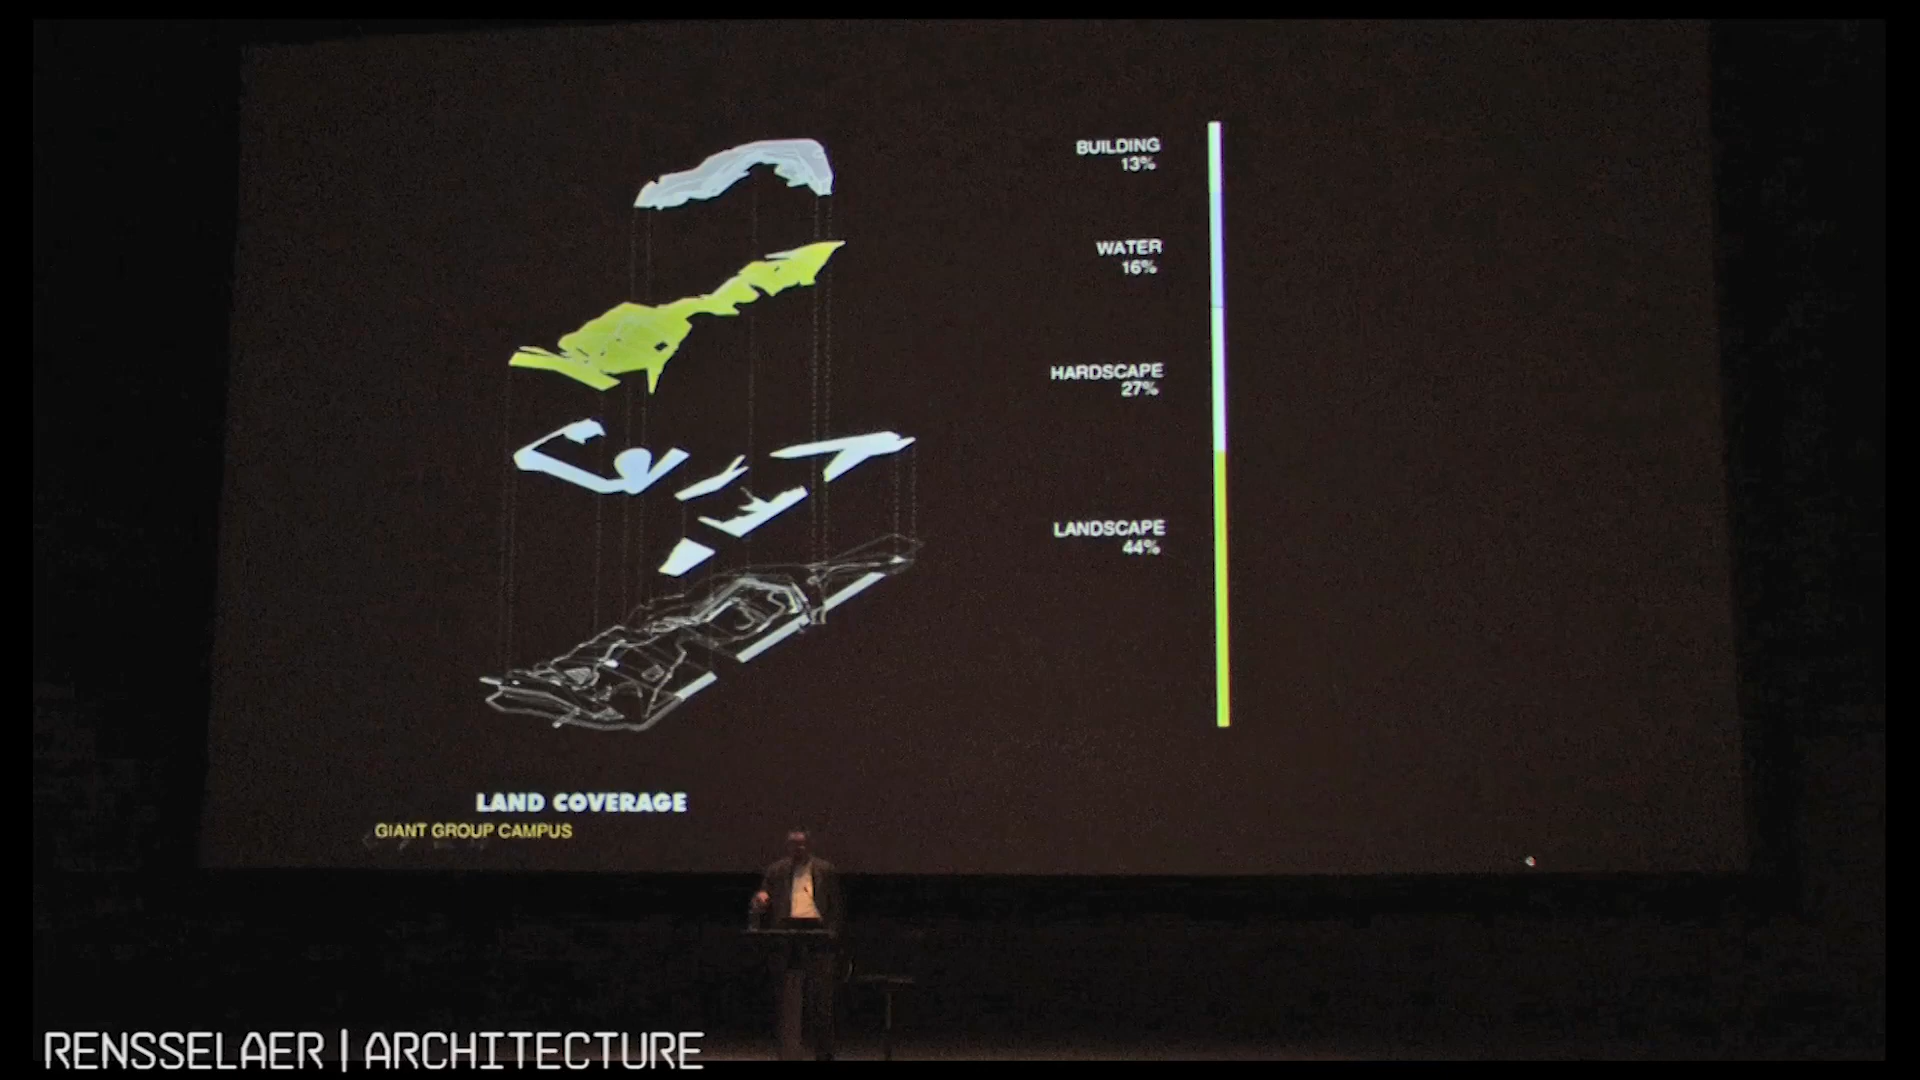 BUILDING
13%
WATER
16%
HARDSCAPE
27%
LANDSCAPE
44%
LAND COVERAGE
GIANT GROUP CAMPUS
RENSSELAER | ARCHITECTURE